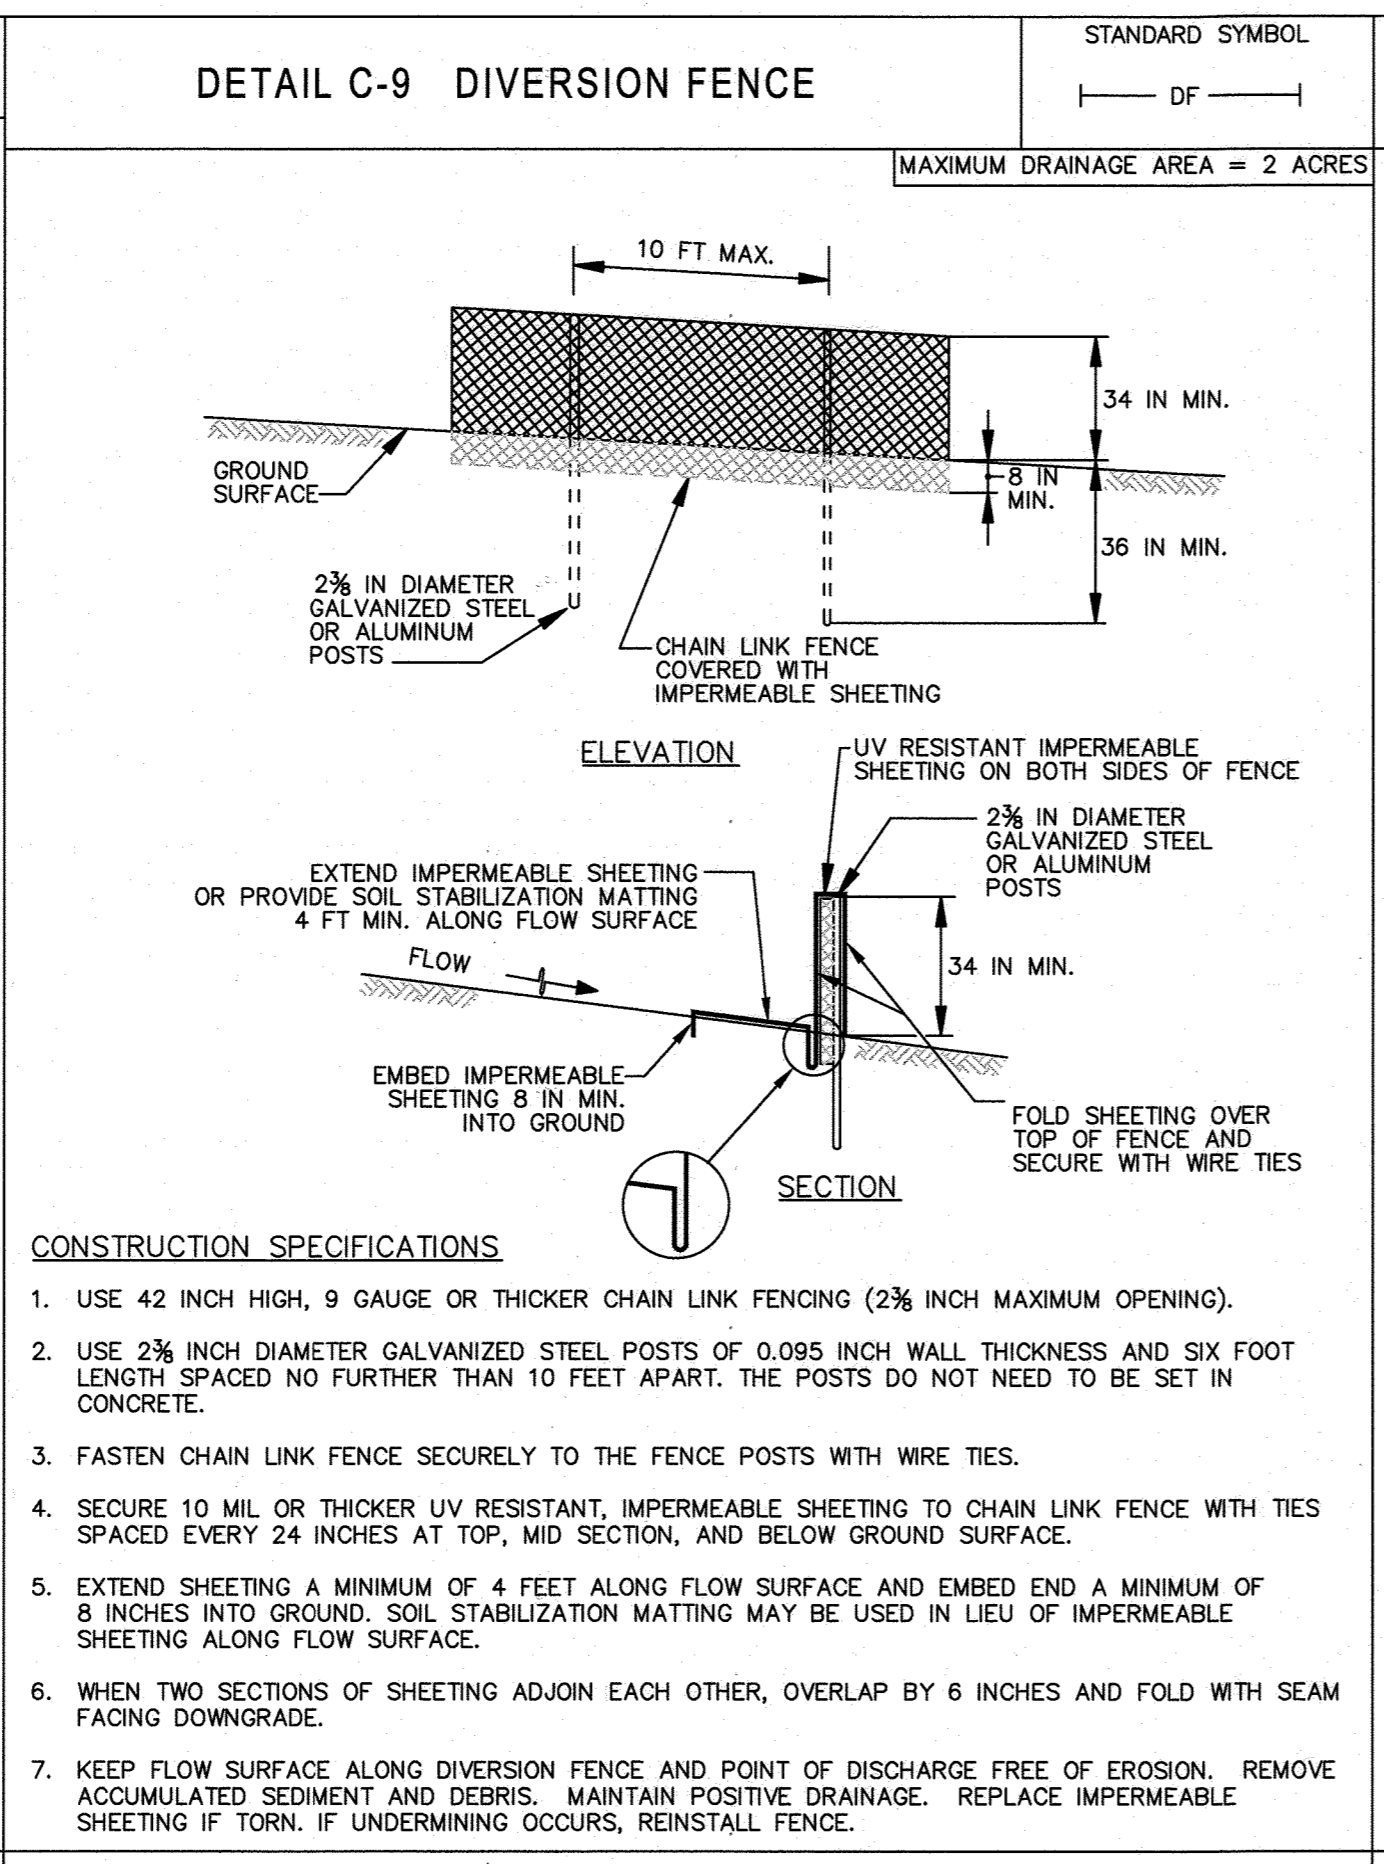 DETAIL C-9 DIVERSION FENCE
STANDARD SYMBOL
DF
MAXIMUM DRAINAGE AREA = 2 ACRES
10 FT MAX.
34 IN MIN.
GROUND
SURFACE
8 IN
MIN.
36 IN MIN.
2⅜ IN DIAMETER
GALVANIZED STEEL
OR ALUMINUM
POSTS
CHAIN LINK FENCE
COVERED WITH
IMPERMEABLE SHEETING
ELEVATION
UV RESISTANT IMPERMEABLE
SHEETING ON BOTH SIDES OF FENCE
2⅜ IN DIAMETER
GALVANIZED STEEL
OR ALUMINUM
POSTS
EXTEND IMPERMEABLE SHEETING
OR PROVIDE SOIL STABILIZATION MATTING
4 FT MIN. ALONG FLOW SURFACE
FLOW
34 IN MIN.
EMBED IMPERMEABLE
SHEETING 8 IN MIN.
INTO GROUND
FOLD SHEETING OVER
TOP OF FENCE AND
SECURE WITH WIRE TIES
SECTION
CONSTRUCTION SPECIFICATIONS
1. USE 42 INCH HIGH, 9 GAUGE OR THICKER CHAIN LINK FENCING (2⅜ INCH MAXIMUM OPENING).
2. USE 2⅜ INCH DIAMETER GALVANIZED STEEL POSTS OF 0.095 INCH WALL THICKNESS AND SIX FOOT
LENGTH SPACED NO FURTHER THAN 10 FEET APART. THE POSTS DO NOT NEED TO BE SET IN
CONCRETE.
3. FASTEN CHAIN LINK FENCE SECURELY TO THE FENCE POSTS WITH WIRE TIES.
4. SECURE 10 MIL OR THICKER UV RESISTANT, IMPERMEABLE SHEETING TO CHAIN LINK FENCE WITH TIES
SPACED EVERY 24 INCHES AT TOP, MID SECTION, AND BELOW GROUND SURFACE.
5. EXTEND SHEETING A MINIMUM OF 4 FEET ALONG FLOW SURFACE AND EMBED END A MINIMUM OF
8 INCHES INTO GROUND. SOIL STABILIZATION MATTING MAY BE USED IN LIEU OF IMPERMEABLE
SHEETING ALONG FLOW SURFACE.
6. WHEN TWO SECTIONS OF SHEETING ADJOIN EACH OTHER, OVERLAP BY 6 INCHES AND FOLD WITH SEAM
FACING DOWNGRADE.
7. KEEP FLOW SURFACE ALONG DIVERSION FENCE AND POINT OF DISCHARGE FREE OF EROSION. REMOVE
ACCUMULATED SEDIMENT AND DEBRIS. MAINTAIN POSITIVE DRAINAGE. REPLACE IMPERMEABLE
SHEETING IF TORN. IF UNDERMINING OCCURS, REINSTALL FENCE.